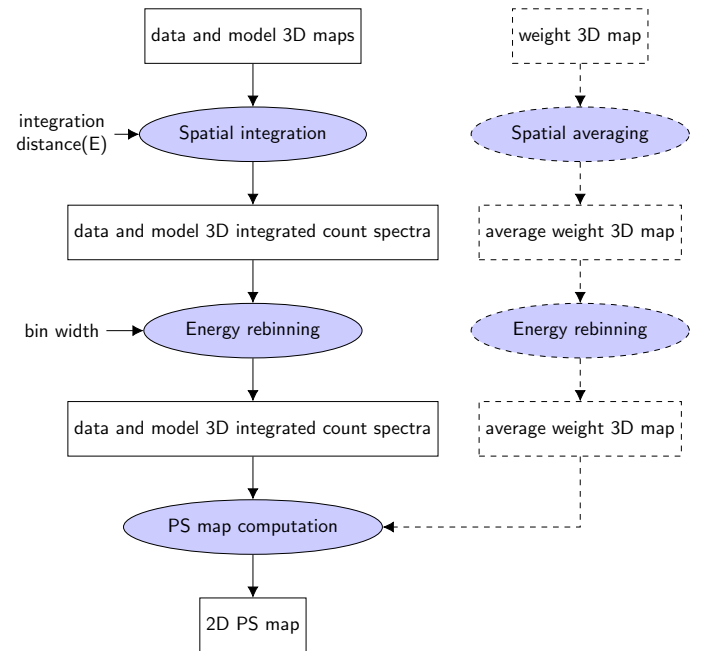 data and model 3D maps
weight 3D map
integration
distance(E)
Spatial integration
Spatial averaging
data and model 3D integrated count spectra
average weight 3D map
bin width
Energy rebinning
Energy rebinning
data and model 3D integrated count spectra
average weight 3D map
PS map computation
2D PS map